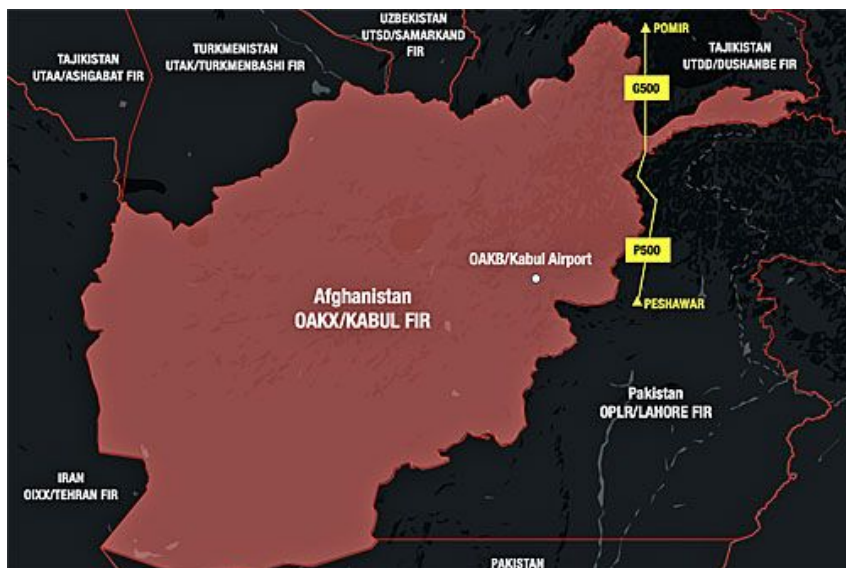 UZBEKISTAN
UTSD/SAMARKAND
FIR
POMIR
TURKMENISTAN
UTAK/TURKMENBASHI FIR
TAJIKISTAN
UTAA/ASHGABAT FIR
TAJIKISTAN
UTDD/DUSHANBE FIR
G500
P500
OAKB/Kabul Airport
Afghanistan
OAKX/KABUL FIR
PESHAWAR
Pakistan
OPLR/LAHORE FIR
IRAN
OIXX/TEHRAN FIR
PAKISTAN